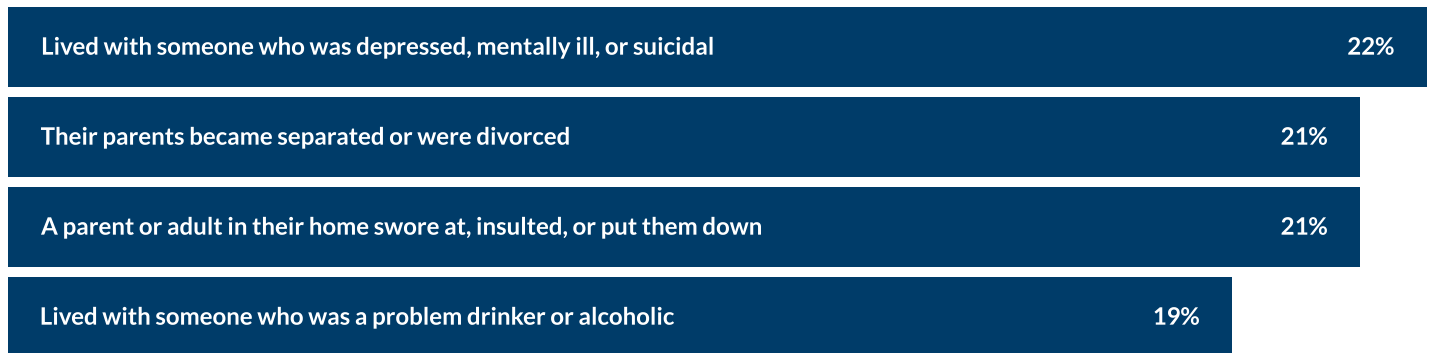 Lived with someone who was depressed, mentally ill, or suicidal 22%
Their parents became separated or were divorced 21%
A parent or adult in their home swore at, insulted, or put them down 21%
Lived with someone who was a problem drinker or alcoholic 19%